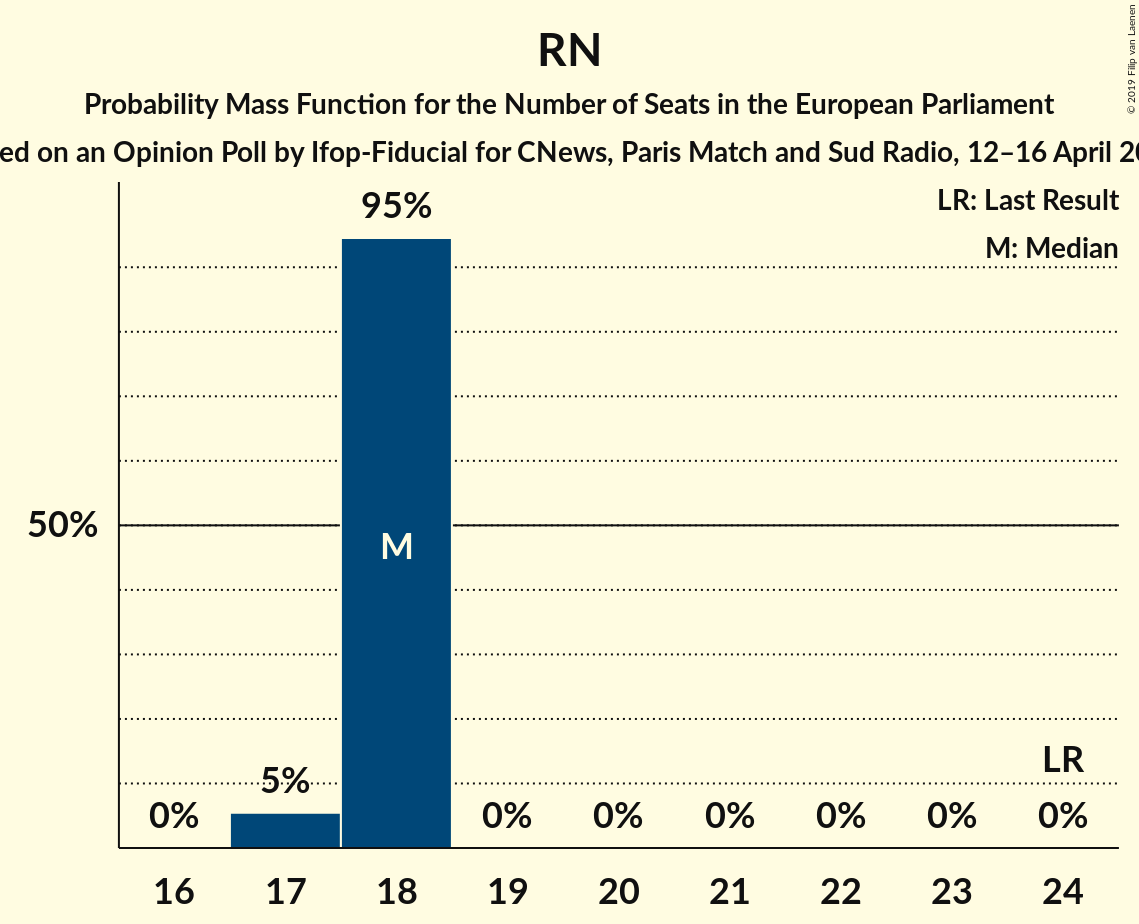 RN
Probability Mass Function for the Number of Seats in the European Parliament
ed on an Opinion Poll by Ifop-Fiducial for CNews, Paris Match and Sud Radio, 12–16 April 20
© 2019 Filip van Laenen
LR: Last Result
M: Median
95%
50%
M
LR
5%
0% 0% 0% 0% 0% 0% 0%
16 17 18 19 20 21 22 23 24